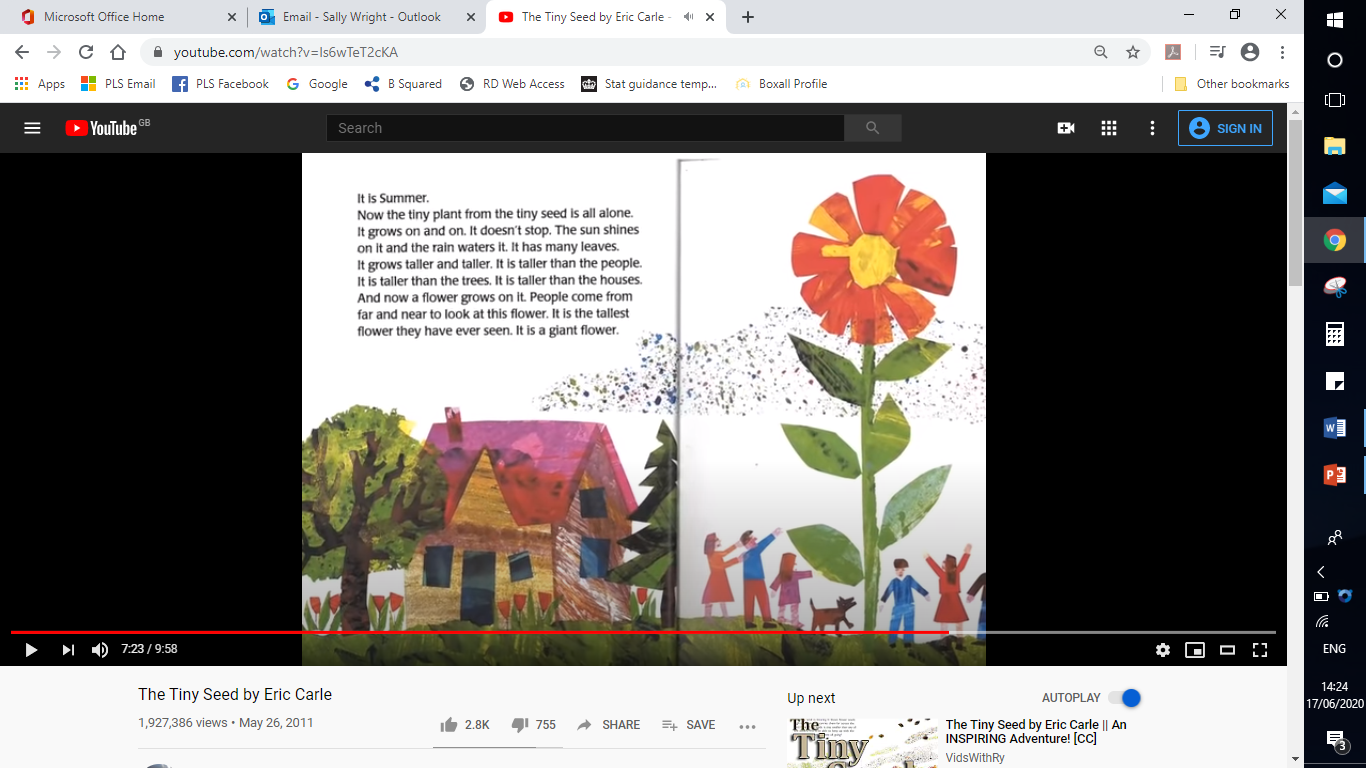 Microsoft Office Home
Email - Sally Wright - Outlook
The Tiny Seed by Eric Carle -
youtube.com/watch?v=Is6wTeT2cKA
Apps
PLS Email
PLS Facebook
Google
B Squared
RD Web Access
Stat guidance temp...
Boxall Profile
Other bookmarks
YouTube GB
Search
SIGN IN
It is Summer.
Now the tiny plant from the tiny seed is all alone.
It grows on and on. It doesn't stop. The sun shines
on it and the rain waters it. It has many leaves.
It grows taller and taller. It is taller than the people.
It is taller than the trees. It is taller than the houses.
And now a flower grows on it. People come from
far and near to look at this flower. It is the tallest
flower they have ever seen. It is a giant flower.
7:23 / 9:58
The Tiny Seed by Eric Carle
1,927,386 views • May 26, 2011
2.8K
755
SHARE
SAVE
Up next
AUTOPLAY
The
Tiny
The Tiny Seed by Eric Carle || An
INSPIRING Adventure! [CC]
VidsWithRy
ENG
14:24
17/06/2020
3